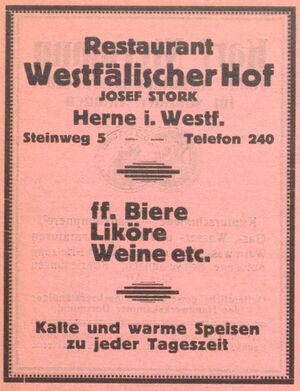 Restaurant
Westfälischer Hof
JOSEF STORK
Herne i. Westf.
Steinweg 5 – – Telefon 240
ff. Biere
Liköre
Weine etc.
Kalte und warme Speisen
zu jeder Tageszeit